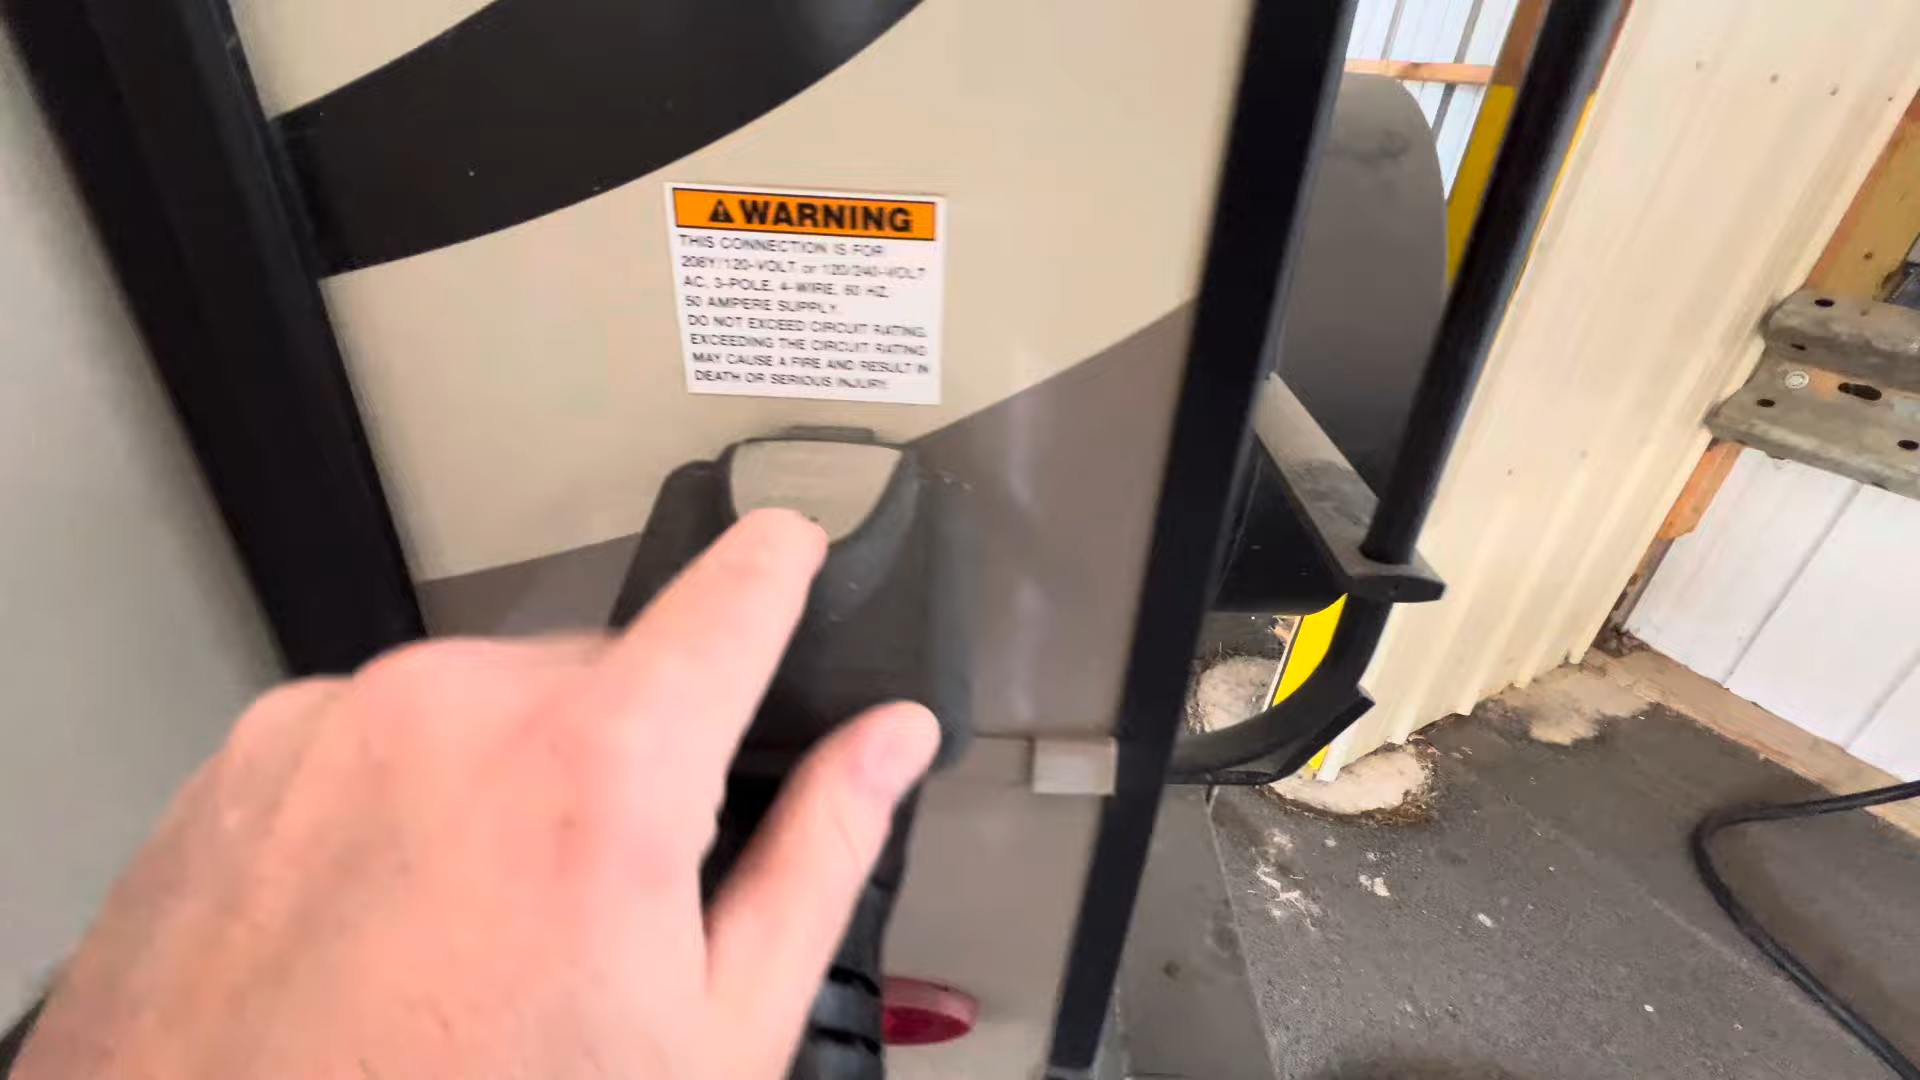 ⚠WARNING
THIS CONNECTION IS FOR
208Y/120-VOLT or 120/240-VOLT
AC, 3-POLE, 4-WIRE, 60 HZ,
50 AMPERE SUPPLY.
DO NOT EXCEED CIRCUIT RATING.
EXCEEDING THE CIRCUIT RATING
MAY CAUSE A FIRE AND RESULT IN
DEATH OR SERIOUS INJURY.